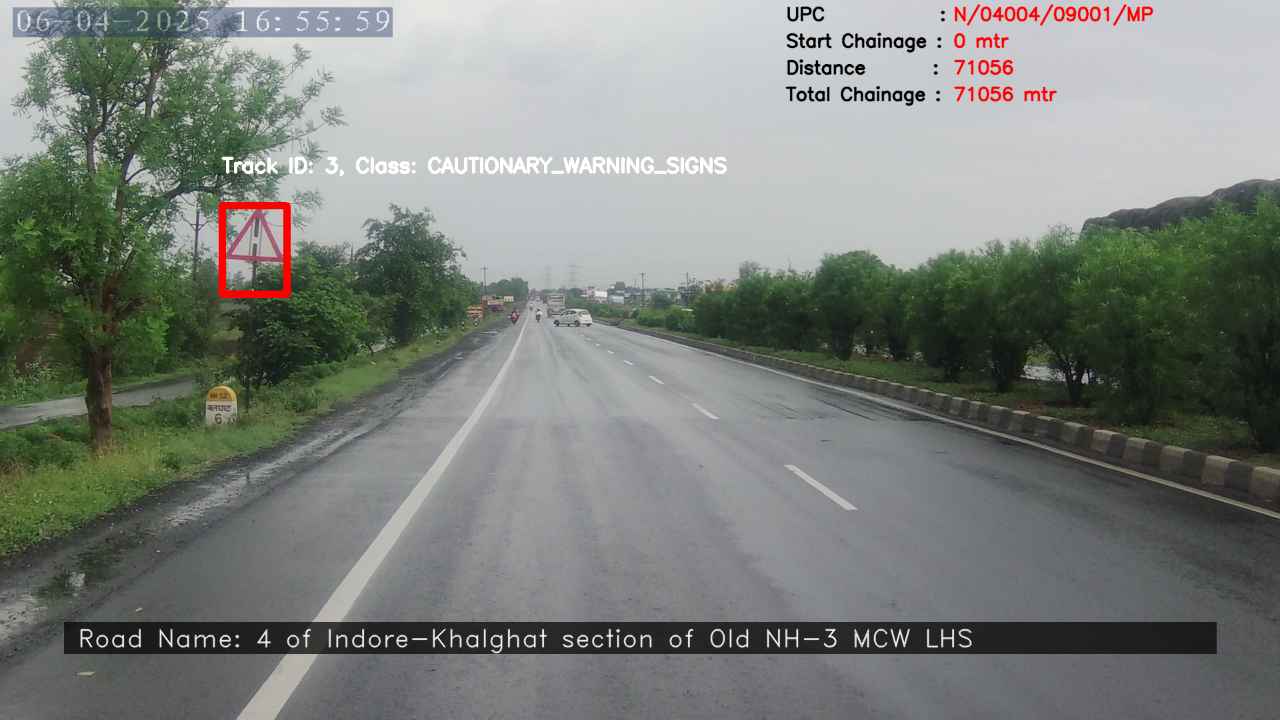 06-04-2025 16:55:59
UPC : N/04004/09001/MP
Start Chainage : 0 mtr
Distance : 71056
Total Chainage : 71056 mtr
Track ID: 3, Class: CAUTIONARY_WARNING_SIGNS
खलघाट
6
Road Name: 4 of Indore-Khalghat section of Old NH-3 MCW LHS